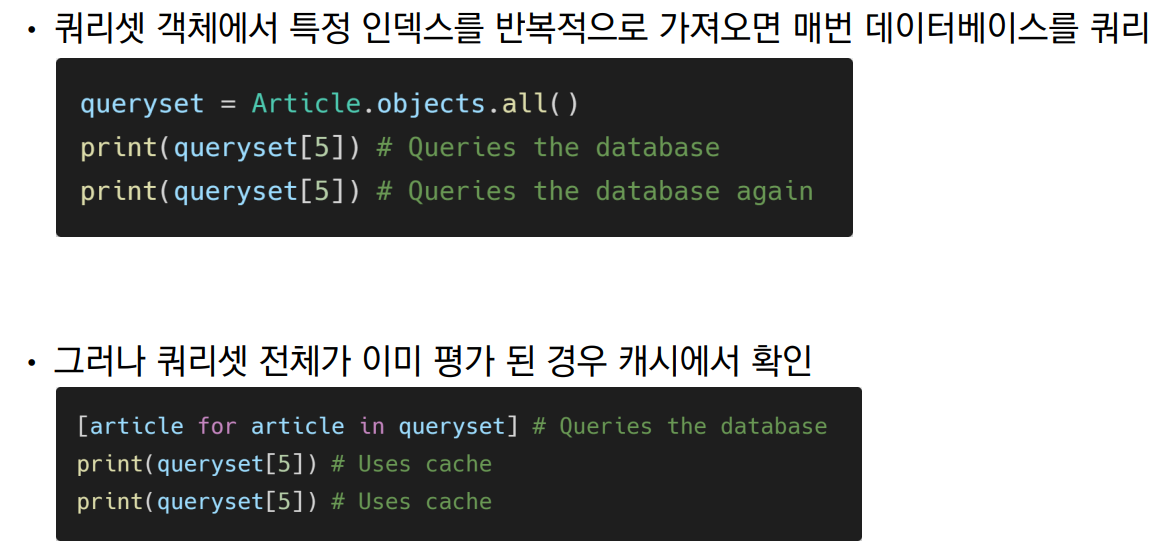 • 쿼리셋 객체에서 특정 인덱스를 반복적으로 가져오면 매번 데이터베이스를 쿼리
queryset = Article.objects.all()
print(queryset[5]) # Queries the database
print(queryset[5]) # Queries the database again
• 그러나 쿼리셋 전체가 이미 평가 된 경우 캐시에서 확인
[article for article in queryset] # Queries the database
print(queryset[5]) # Uses cache
print(queryset[5]) # Uses cache